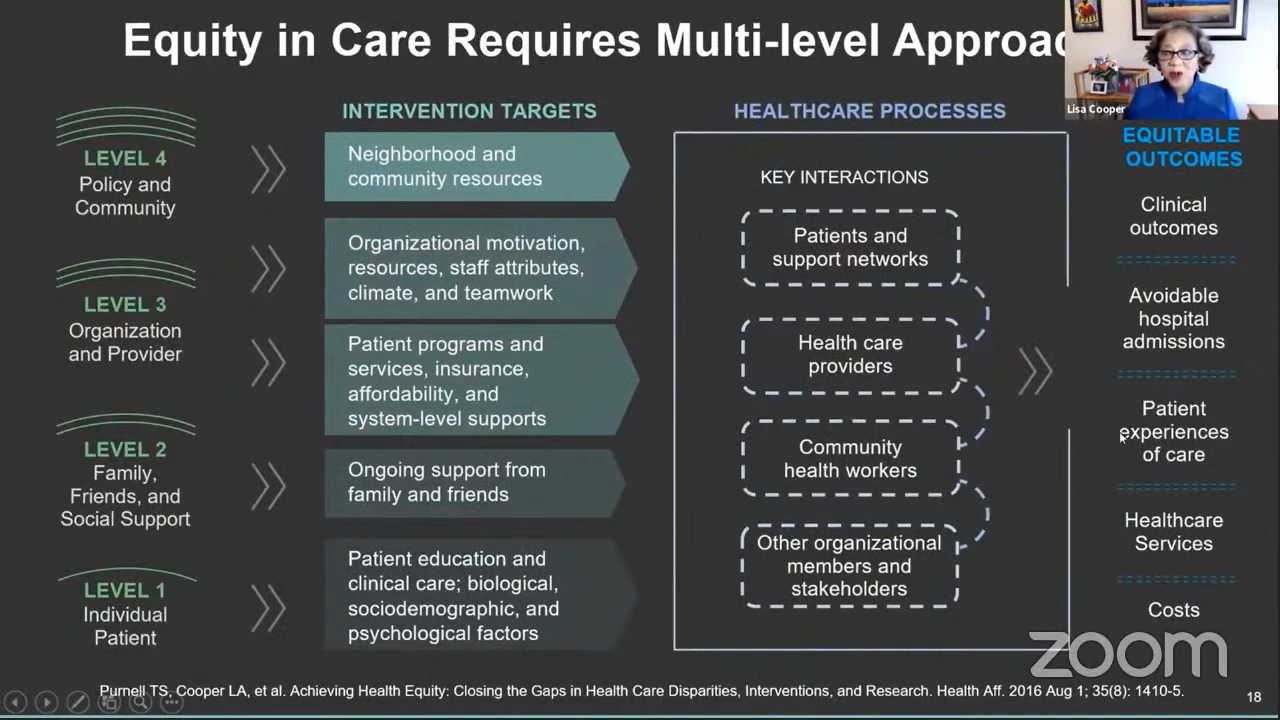 Equity in Care Requires Multi-level
Lisa Cooper
INTERVENTION TARGETS
HEALTHCARE PROCESSES
EQUITABLE
OUTCOMES
LEVEL 4
Policy and
Community
LEVEL 3
Organization
and Provider
LEVEL 2
Family,
Friends, and
Social Support
LEVEL 1
Individual
Patient
Neighborhood and
community resources
Organizational motivation,
resources, staff attributes,
climate, and teamwork
Patient programs and
services, insurance,
affordability, and
system-level supports
Ongoing support from
family and friends
Patient education and
clinical care; biological,
sociodemographic, and
psychological factors
KEY INTERACTIONS
Patients and
support networks
Health care
providers
Community
health workers
Other organizational
members and
stakeholders
Clinical
outcomes
Avoidable
hospital
admissions
Patient
experiences
of care
Healthcare
Services
Costs
zoom
Purnell TS, Cooper LA, et al. Achieving Health Equity: Closing the Gaps in Health Care Disparities, Interventions, and Research. Health Aff. 2016 Aug 1; 35(8): 1410-5.
18